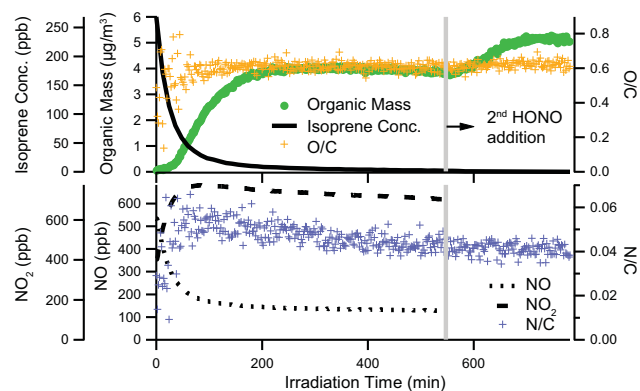 Isoprene Conc. (ppb)
250
200
150
100
50
0
Organic Mass (µg/m³)
6
5
4
3
2
1
0
Organic Mass
Isoprene Conc.
O/C
2nd HONO addition
0.8
0.6
0.4
0.2
0.0
O/C
NO2 (ppb)
600
400
200
0
NO (ppb)
600
500
400
300
200
100
0
NO
NO2
N/C
0.06
0.04
0.02
0.00
N/C
0
200
400
600
Irradiation Time (min)